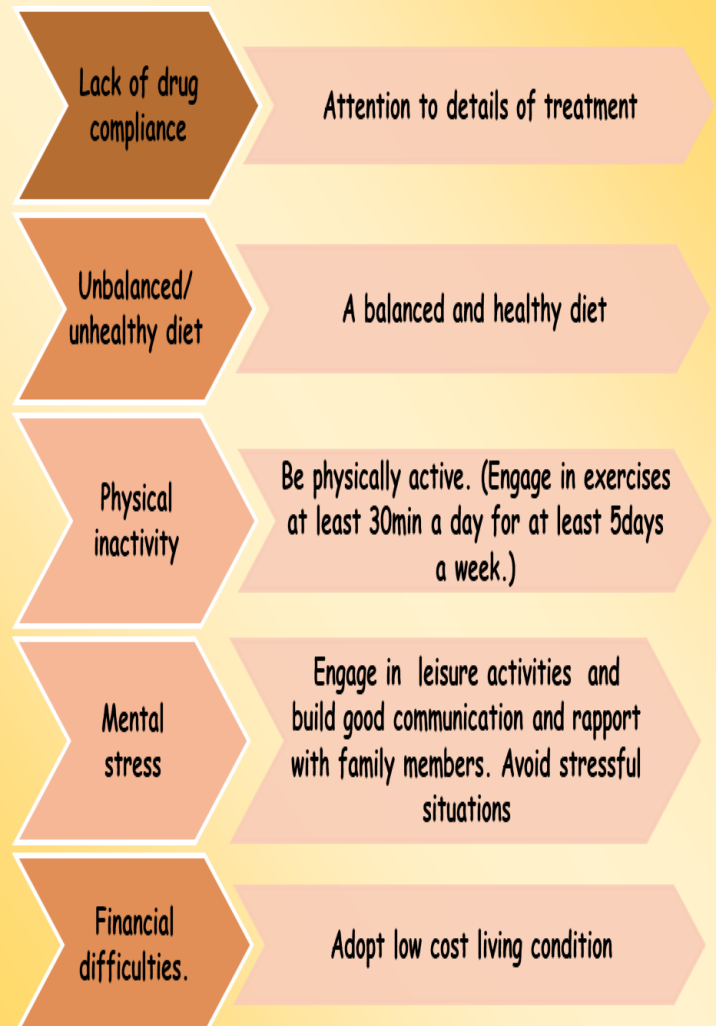 Lack of drug
compliance
Attention to details of treatment
Unbalanced/
unhealthy diet
A balanced and healthy diet
Physical
inactivity
Be physically active. (Engage in exercises
at least 30min a day for at least 5days
a week.)
Mental
stress
Engage in leisure activities and
build good communication and rapport
with family members. Avoid stressful
situations
Financial
difficulties.
Adopt low cost living condition